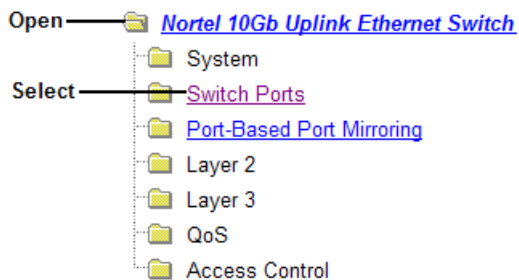 Open Nortel 10Gb Uplink Ethernet Switch
System
Select Switch Ports
Port-Based Port Mirroring
Layer 2
Layer 3
QoS
Access Control